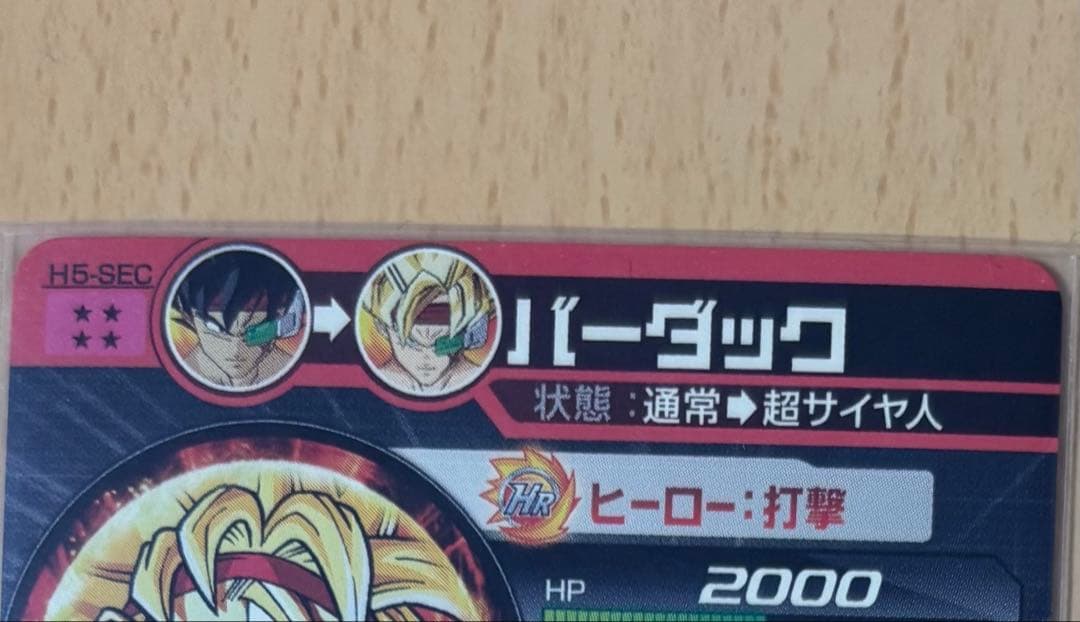 H5-SEC
★★
★★
バーダック
状態：通常➡超サイヤ人
HR ヒーロー：打撃
HP 2000